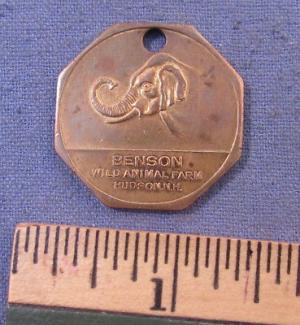 BENSON
WILD ANIMAL FARM
HUDSON.N.H.
1